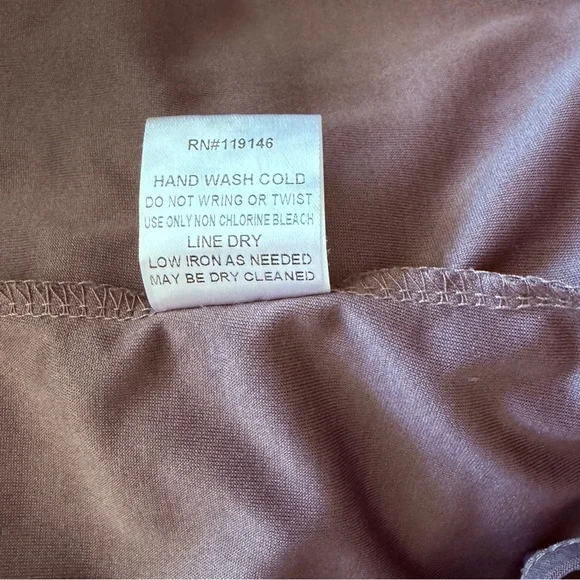 RN#119146
HAND WASH COLD
DO NOT WRING OR TWIST
USE ONLY NON CHLORINE BLEACH
LINE DRY
LOW IRON AS NEEDED
MAY BE DRY CLEANED